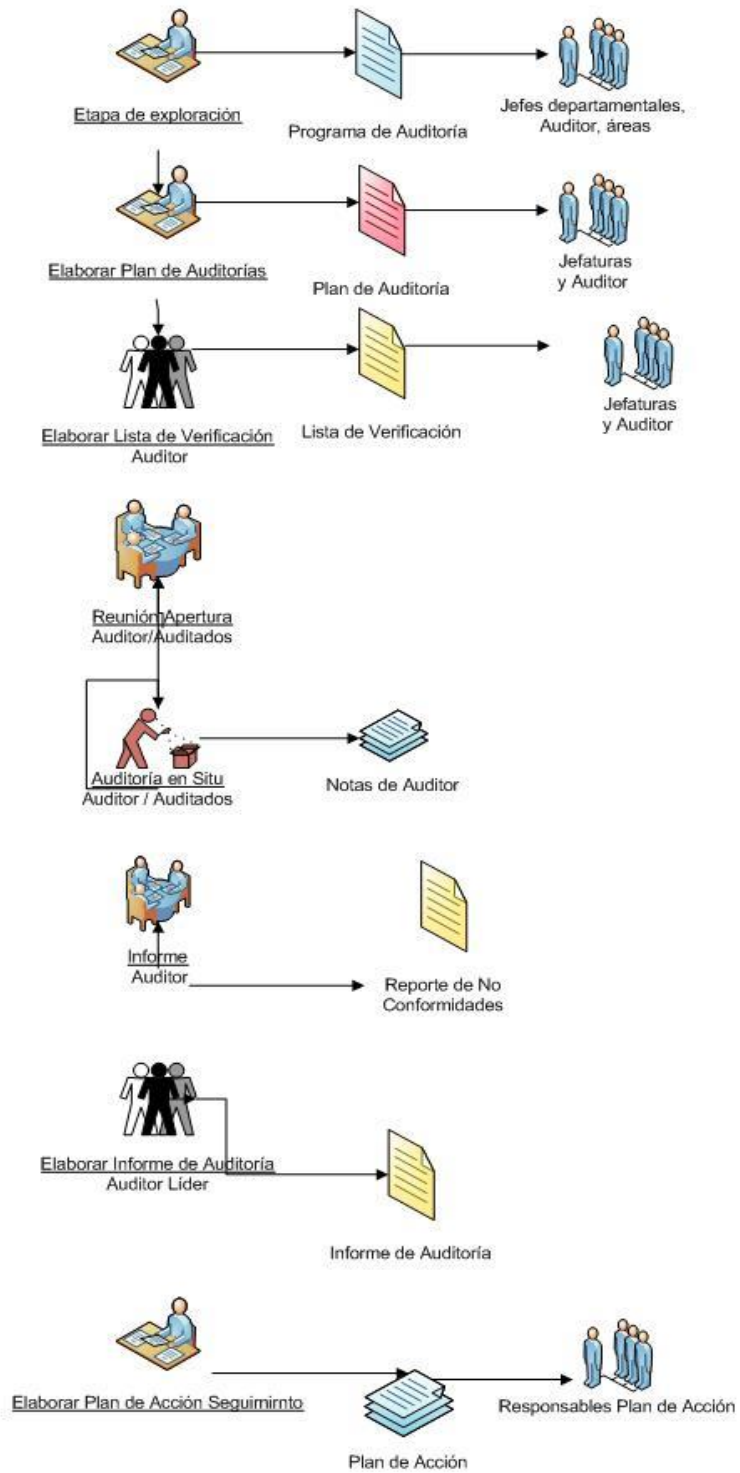 Etapa de exploración
Programa de Auditoría
Jefes departamentales,
Auditor, áreas
Elaborar Plan de Auditorías
Plan de Auditoría
Jefaturas
y Auditor
Elaborar Lista de Verificación
Auditor
Lista de Verificación
Jefaturas
y Auditor
Reunión Apertura
Auditor/Auditados
Auditoría en Situ
Auditor / Auditados
Notas de Auditor
Informe
Auditor
Reporte de No
Conformidades
Elaborar Informe de Auditoría
Auditor Líder
Informe de Auditoría
Elaborar Plan de Acción Seguimirnto
Plan de Acción
Responsables Plan de Acción